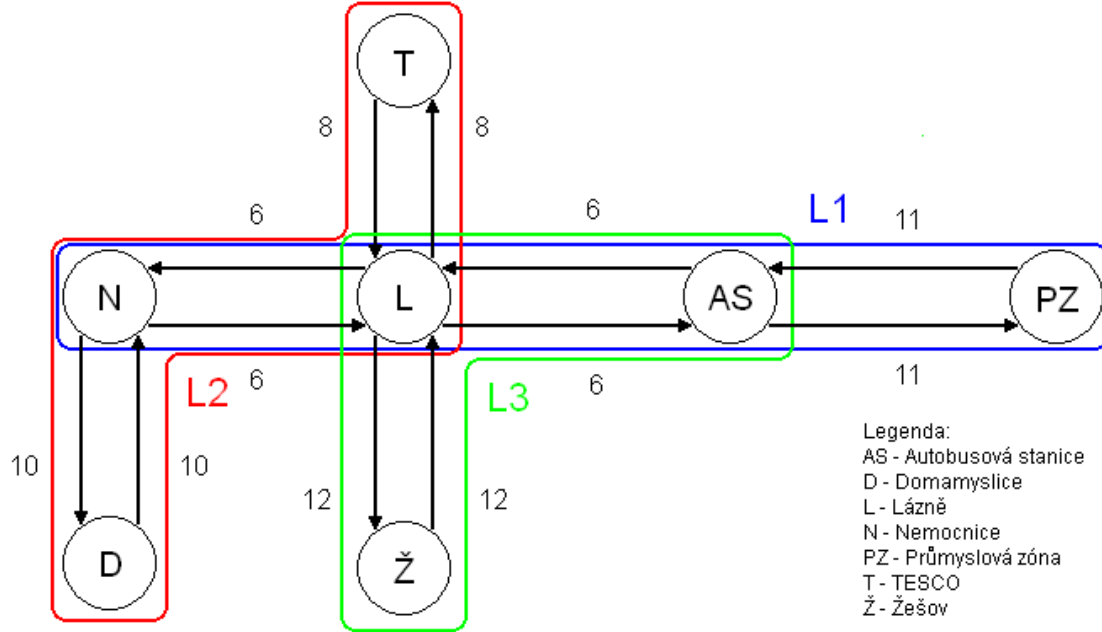 T
8 8
6 6 L1 11
N L AS PZ
L2 6 L3 6 11
10 10 12 12
D Ž
Legenda:
AS - Autobusová stanice
D - Domamyslice
L - Lázně
N - Nemocnice
PZ - Průmyslová zóna
T - TESCO
Ž - Žešov